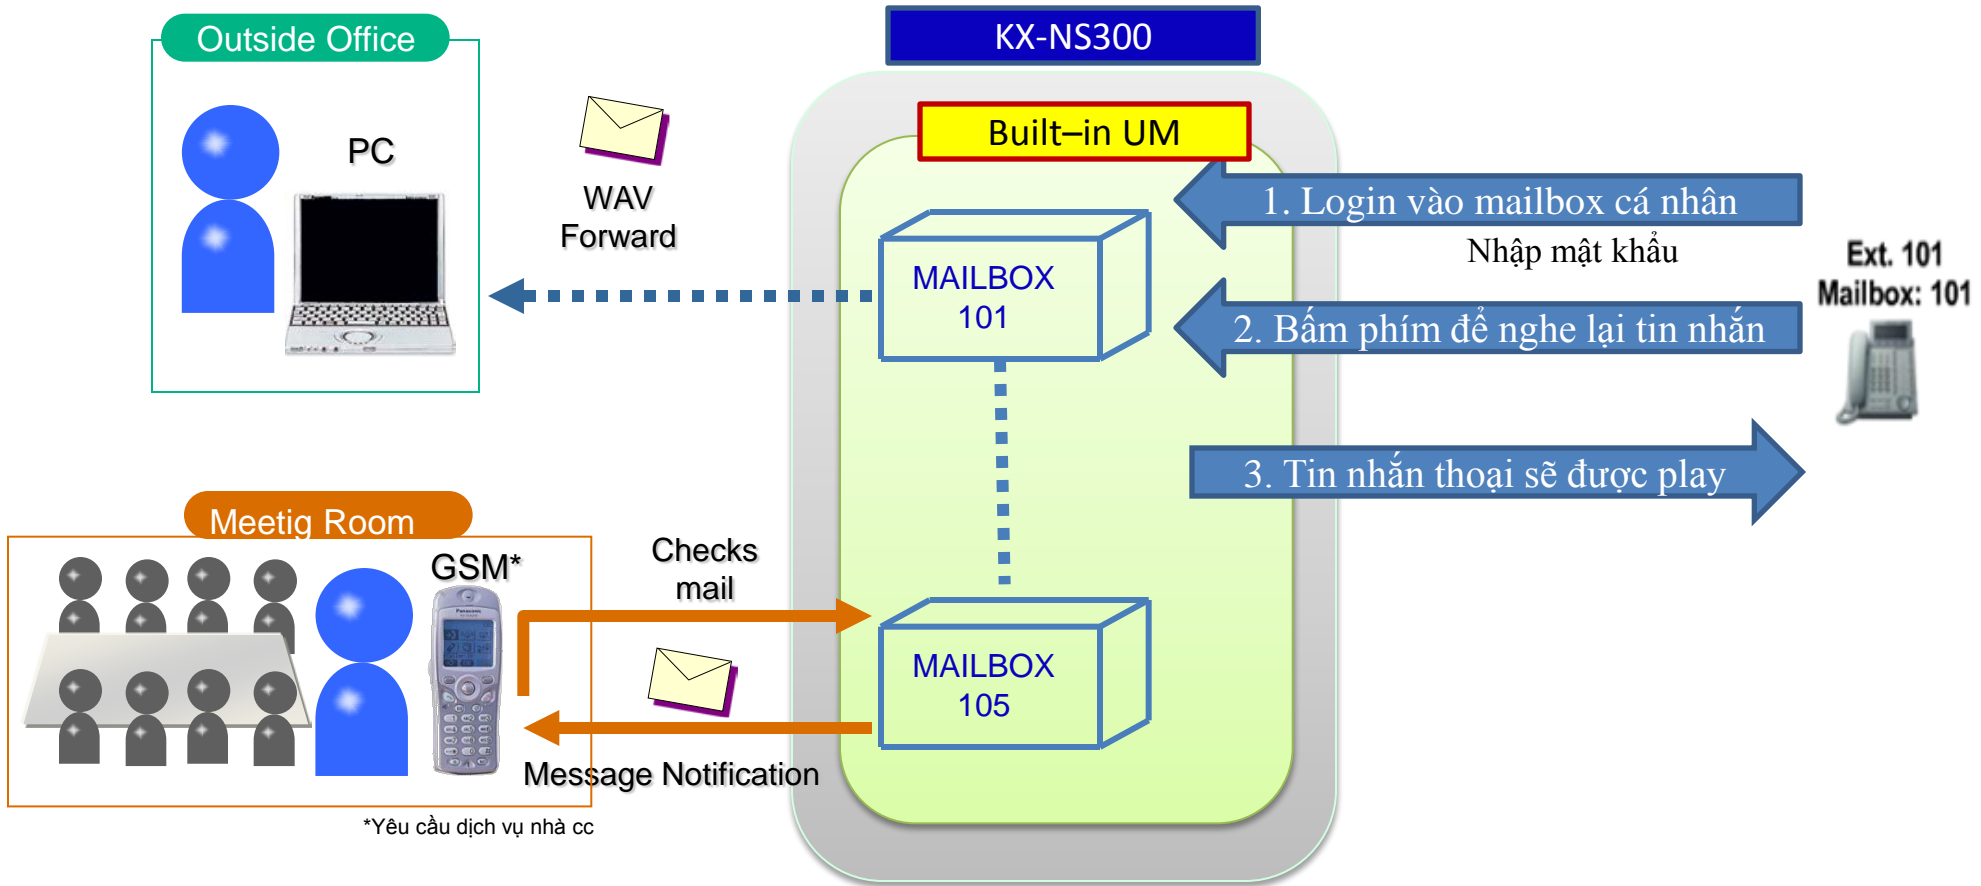 Outside Office
KX-NS300
Built–in UM
PC
WAV
Forward
1. Login vào mailbox cá nhân
Nhập mật khẩu
Ext. 101
Mailbox: 101
MAILBOX
101
2. Bấm phím để nghe lại tin nhắn
3. Tin nhắn thoại sẽ được play
Meetig Room
GSM*
Checks
mail
Panasonic
MAILBOX
105
Message Notification
*Yêu cầu dịch vụ nhà cc